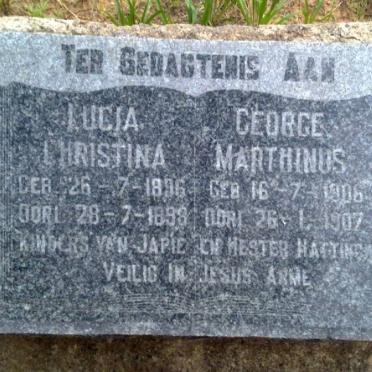 TER GEDAGTENIS AAN
LUCIA GEORGE
CHRISTINA MARTHINUS
GEB. 26-7-1896 GEB 16-7-1906
OORL 28-7-1898 OORL 26-1-1907
KINDERS VAN JAPIE EN HESTER HATTING
VEILIG IN JESUS ARME